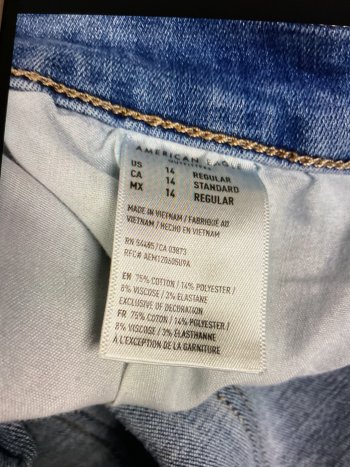 AMERICAN EAGLE
OUTFITTERS
US 14 REGULAR
CA 14 STANDARD
MX 14 REGULAR
MADE IN VIETNAM / FABRIQUÉ AU
VIETNAM / HECHO EN VIETNAM
RN 54485 / CA 03873
RFC# AEM120605U9A
EN 75% COTTON / 14% POLYESTER /
8% VISCOSE / 3% ELASTANE
EXCLUSIVE OF DECORATION
FR 75% COTON / 14% POLYESTER /
8% VISCOSE / 3% ÉLASTHANNE
À L'EXCEPTION DE LA GARNITURE